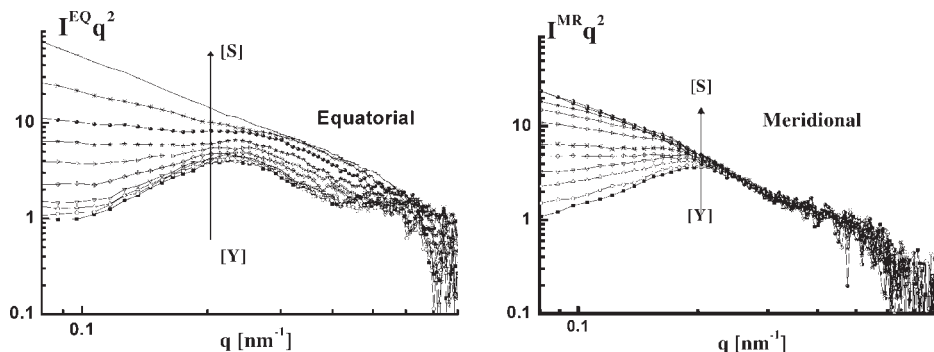 I^EQ q^2
[S]
Equatorial
[Y]
10
1
0.1
0.1
q [nm^-1]
I^MR q^2
[S]
Meridional
[Y]
10
1
0.1
0.1
q [nm^-1]